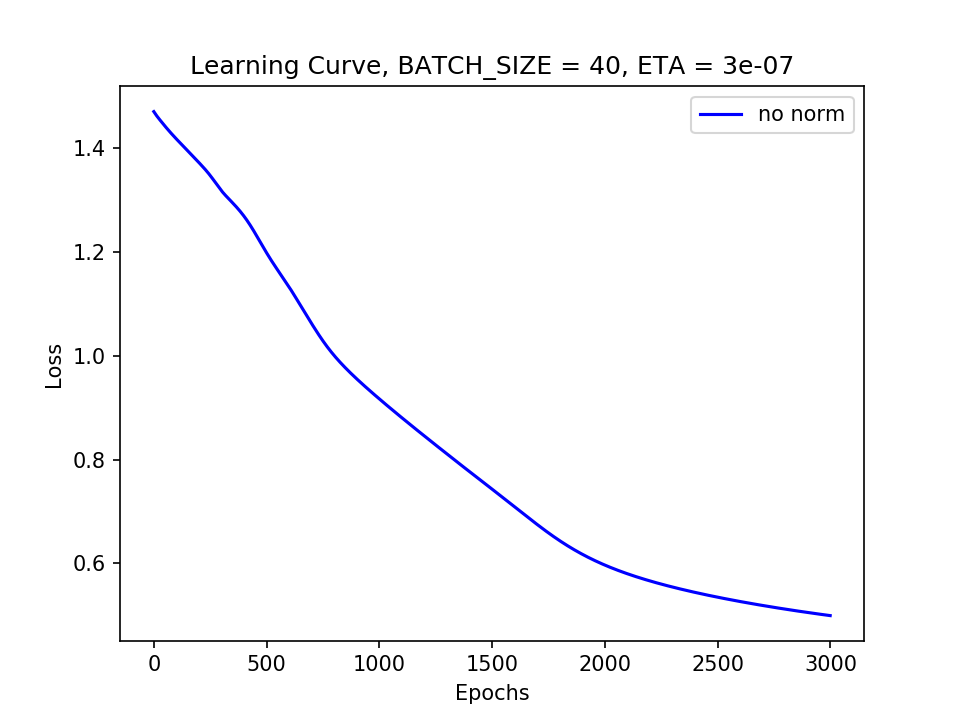 Learning Curve, BATCH_SIZE = 40, ETA = 3e-07
no norm
1.4
1.2
1.0
0.8
0.6
Loss
0 500 1000 1500 2000 2500 3000
Epochs